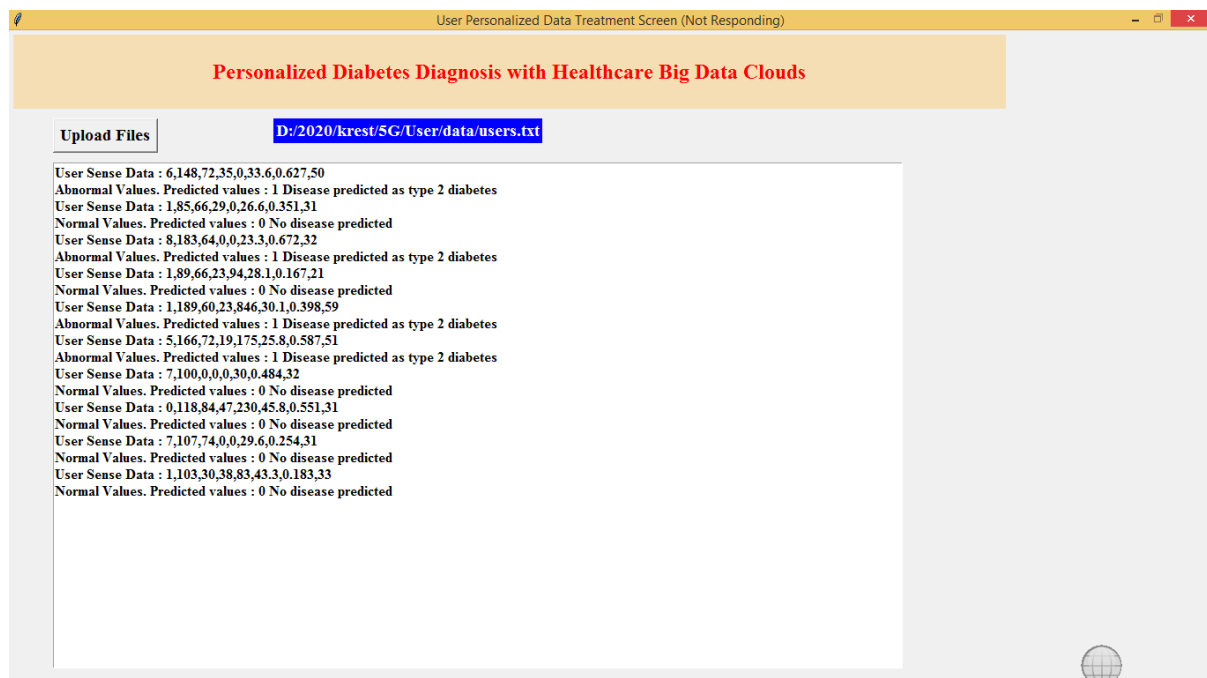 User Personalized Data Treatment Screen (Not Responding)
Personalized Diabetes Diagnosis with Healthcare Big Data Clouds
Upload Files
D:/2020/krest/5G/User/data/users.txt
User Sense Data : 6,148,72,35,0,33.6,0.627,50
Abnormal Values. Predicted values : 1 Disease predicted as type 2 diabetes
User Sense Data : 1,85,66,29,0,26.6,0.351,31
Normal Values. Predicted values : 0 No disease predicted
User Sense Data : 8,183,64,0,0,23.3,0.672,32
Abnormal Values. Predicted values : 1 Disease predicted as type 2 diabetes
User Sense Data : 1,89,66,23,94,28.1,0.167,21
Normal Values. Predicted values : 0 No disease predicted
User Sense Data : 1,189,60,23,846,30.1,0.398,59
Abnormal Values. Predicted values : 1 Disease predicted as type 2 diabetes
User Sense Data : 5,166,72,19,175,25.8,0.587,51
Abnormal Values. Predicted values : 1 Disease predicted as type 2 diabetes
User Sense Data : 7,100,0,0,0,30,0.484,32
Normal Values. Predicted values : 0 No disease predicted
User Sense Data : 0,118,84,47,230,45.8,0.551,31
Normal Values. Predicted values : 0 No disease predicted
User Sense Data : 7,107,74,0,0,29.6,0.254,31
Normal Values. Predicted values : 0 No disease predicted
User Sense Data : 1,103,30,38,83,43.3,0.183,33
Normal Values. Predicted values : 0 No disease predicted